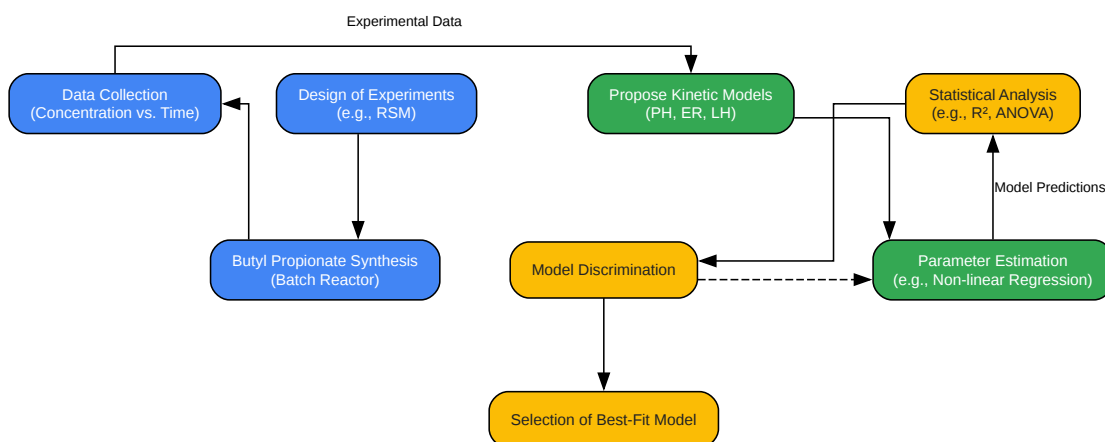 Experimental Data
Data Collection
(Concentration vs. Time)
Design of Experiments
(e.g., RSM)
Propose Kinetic Models
(PH, ER, LH)
Statistical Analysis
(e.g., R², ANOVA)
Model Predictions
Butyl Propionate Synthesis
(Batch Reactor)
Model Discrimination
Parameter Estimation
(e.g., Non-linear Regression)
Selection of Best-Fit Model